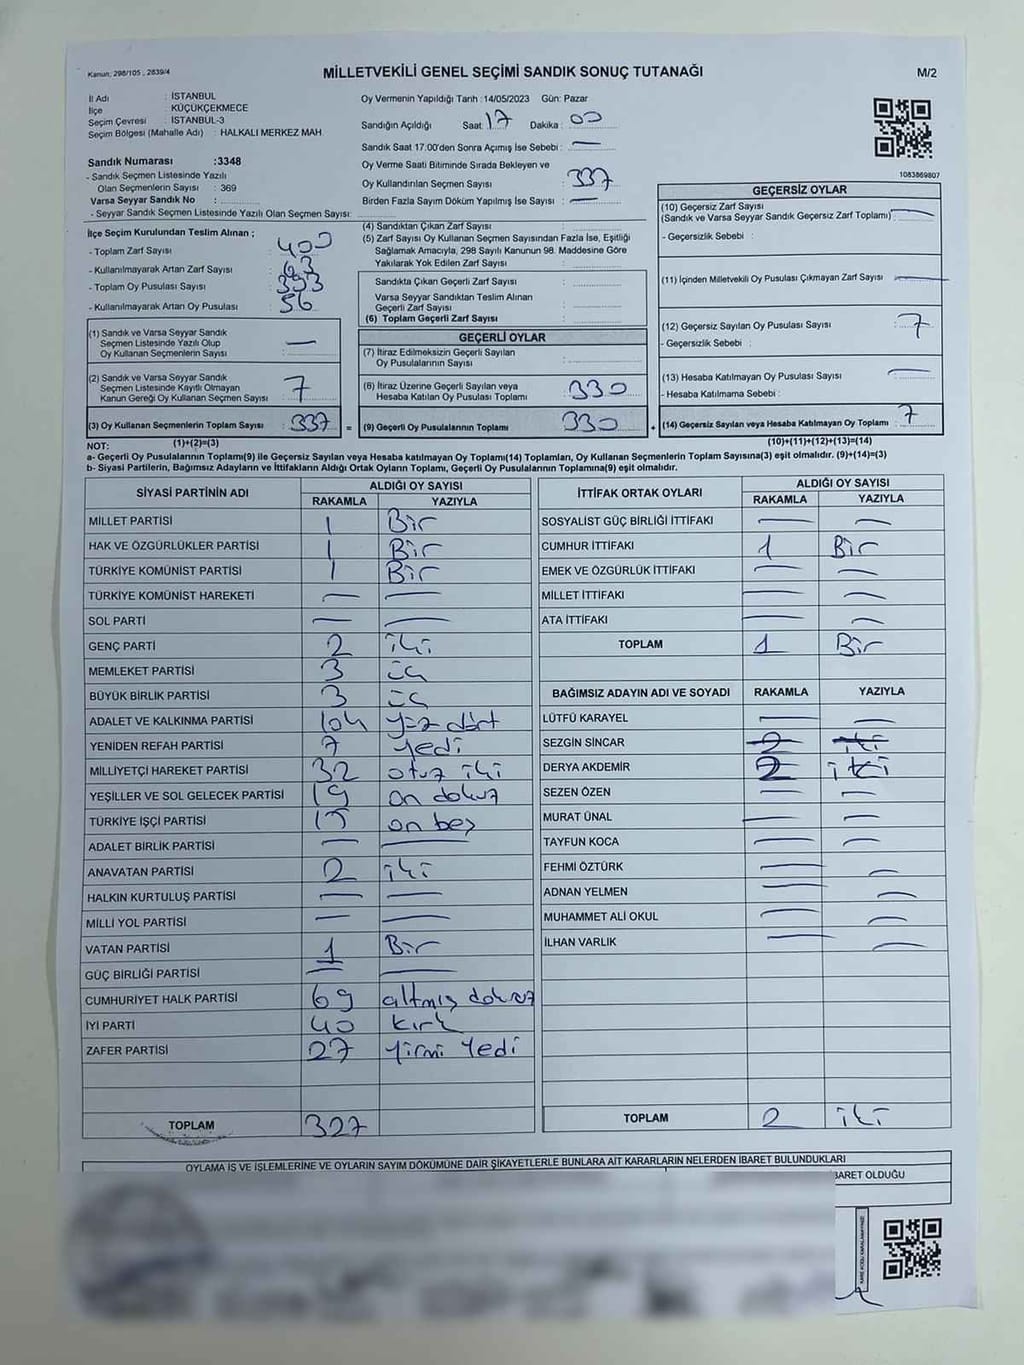 Kanun; 298/105 , 2839/4
MİLLETVEKİLİ GENEL SEÇİMİ SANDIK SONUÇ TUTANAĞI
M/2
İl Adı : İSTANBUL
İlçe : KÜÇÜKÇEKMECE
Seçim Çevresi : İSTANBUL-3
Seçim Bölgesi (Mahalle Adı) : HALKALI MERKEZ MAH.
Sandık Numarası :3348
- Sandık Seçmen Listesinde Yazılı
Olan Seçmenlerin Sayısı : 369
Varsa Seyyar Sandık No :
- Seyyar Sandık Seçmen Listesinde Yazılı Olan Seçmen Sayısı:
Oy Vermenin Yapıldığı Tarih :14/05/2023 Gün: Pazar
Sandığın Açıldığı Saat: 17 Dakika : 00
Sandık Saat 17.00'den Sonra Açımış İse Sebebi : —
Oy Verme Saati Bitiminde Sırada Bekleyen ve
Oy Kullandırılan Seçmen Sayısı : 337
Birden Fazla Sayım Döküm Yapılmış İse Sayısı : —
1083869807
İlçe Seçim Kurulundan Teslim Alınan ;
- Toplam Zarf Sayısı : 400
- Kullanılmayarak Artan Zarf Sayısı : 63
- Toplam Oy Pusulası Sayısı : 393
- Kullanılmayarak Artan Oy Pusulası : 56
(1) Sandık ve Varsa Seyyar Sandık
Seçmen Listesinde Yazılı Olup
Oy Kullanan Seçmenlerin Sayısı : —
(2) Sandık ve Varsa Seyyar Sandık
Seçmen Listesinde Kayıtlı Olmayan
Kanun Gereği Oy Kullanan Seçmen Sayısı : 7
(3) Oy Kullanan Seçmenlerin Toplam Sayısı : 337 =
(1)+(2)=(3)
(4) Sandıktan Çıkan Zarf Sayısı :
(5) Zarf Sayısı Oy Kullanan Seçmen Sayısından Fazla İse, Eşitliği
Sağlamak Amacıyla, 298 Sayılı Kanunun 98. Maddesine Göre
Yakılarak Yok Edilen Zarf Sayısı :
Sandıkta Çıkan Geçerli Zarf Sayısı :
Varsa Seyyar Sandıktan Teslim Alınan
Geçerli Zarf Sayısı :
(6) Toplam Geçerli Zarf Sayısı :
GEÇERLİ OYLAR
(7) İtiraz Edilmeksizin Geçerli Sayılan
Oy Pusulalarının Sayısı :
(8) İtiraz Üzerine Geçerli Sayılan veya
Hesaba Katılan Oy Pusulası Toplamı : 330
(9) Geçerli Oy Pusulalarının Toplamı : 330 +
GEÇERSİZ OYLAR
(10) Geçersiz Zarf Sayısı
(Sandık ve Varsa Seyyar Sandık Geçersiz Zarf Toplamı) : —
- Geçersizlik Sebebi :
(11) İçinden Milletvekili Oy Pusulası Çıkmayan Zarf Sayısı : —
(12) Geçersiz Sayılan Oy Pusulası Sayısı : 7
- Geçersizlik Sebebi :
(13) Hesaba Katılmayan Oy Pusulası Sayısı : —
- Hesaba Katılmama Sebebi :
(14) Geçersiz Sayılan veya Hesaba Katılmayan Oy Toplamı : 7
(10)+(11)+(12)+(13)=(14)
NOT:
a- Geçerli Oy Pusulalarının Toplamı(9) ile Geçersiz Sayılan veya Hesaba katılmayan Oy Toplamı(14) Toplamları, Oy Kullanan Seçmenlerin Toplam Sayısına(3) eşit olmalıdır. (9)+(14)=(3)
b- Siyasi Partilerin, Bağımsız Adayların ve İttifakların Aldığı Ortak Oyların Toplamı, Geçerli Oy Pusulalarının Toplamına(9) eşit olmalıdır.
SİYASİ PARTİNİN ADI
ALDIĞI OY SAYISI
RAKAMLA YAZIYLA
MİLLET PARTİSİ 1 Bir
HAK VE ÖZGÜRLÜKLER PARTİSİ 1 Bir
TÜRKİYE KOMÜNİST PARTİSİ 1 Bir
TÜRKİYE KOMÜNİST HAREKETİ — —
SOL PARTİ — —
GENÇ PARTİ 2 iki
MEMLEKET PARTİSİ 3 üç
BÜYÜK BİRLİK PARTİSİ 3 üç
ADALET VE KALKINMA PARTİSİ 104 yüz dört
YENİDEN REFAH PARTİSİ 7 yedi
MİLLİYETÇİ HAREKET PARTİSİ 32 otuz iki
YEŞİLLER VE SOL GELECEK PARTİSİ 19 on dokuz
TÜRKİYE İŞÇİ PARTİSİ 15 on beş
ADALET BİRLİK PARTİSİ — —
ANAVATAN PARTİSİ 2 iki
HALKIN KURTULUŞ PARTİSİ — —
MİLLİ YOL PARTİSİ — —
VATAN PARTİSİ 1 Bir
GÜÇ BİRLİĞİ PARTİSİ — —
CUMHURİYET HALK PARTİSİ 69 altmış dokuz
İYİ PARTİ 40 kırk
ZAFER PARTİSİ 27 yirmi yedi
TOPLAM 327
İTTİFAK ORTAK OYLARI
ALDIĞI OY SAYISI
RAKAMLA YAZIYLA
SOSYALİST GÜÇ BİRLİĞİ İTTİFAKI — —
CUMHUR İTTİFAKI 1 Bir
EMEK VE ÖZGÜRLÜK İTTİFAKI — —
MİLLET İTTİFAKI — —
ATA İTTİFAKI — —
TOPLAM 1 Bir
BAĞIMSIZ ADAYIN ADI VE SOYADI RAKAMLA YAZIYLA
LÜTFÜ KARAYEL — —
SEZGİN SİNCAR 2 iki
DERYA AKDEMİR 2 iki
SEZEN ÖZEN — —
MURAT ÜNAL — —
TAYFUN KOCA — —
FEHMİ ÖZTÜRK — —
ADNAN YELMEN — —
MUHAMMET ALİ OKUL — —
İLHAN VARLIK — —
TOPLAM 2 iki
OYLAMA İŞ VE İŞLEMLERİNE VE OYLARIN SAYIM DÖKÜMÜNE DAİR ŞİKAYETLERLE BUNLARA AİT KARARLARIN NELERDEN İBARET BULUNDUKLARI
BARET OLDUĞU